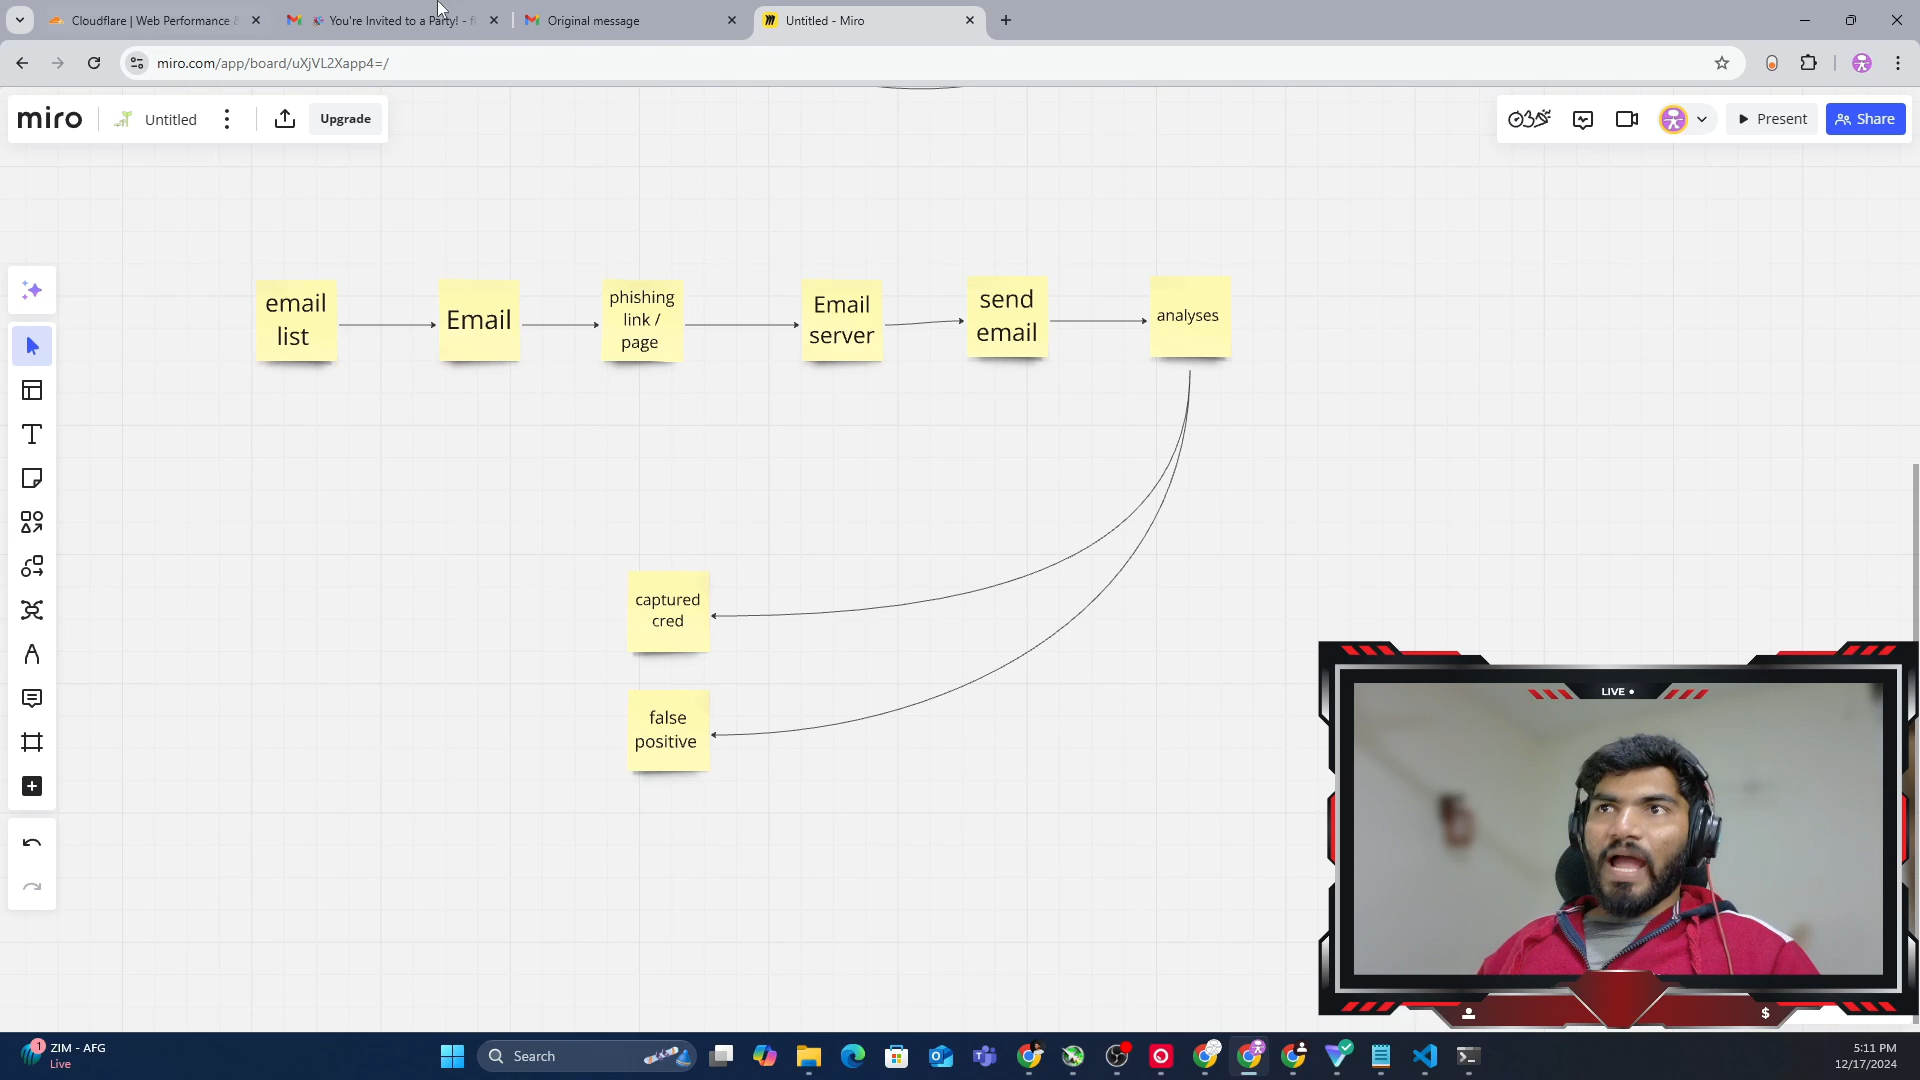 Cloudflare | Web Performance &
You're Invited to a Party! - fi
Original message
Untitled - Miro
miro.com/app/board/uXjVL2Xapp4=/
miro
Untitled
Upgrade
Present
Share
email
list
Email
phishing
link /
page
Email
server
send
email
analyses
captured
cred
false
positive
LIVE
$
1
ZIM - AFG
Live
Search
5:11 PM
12/17/2024